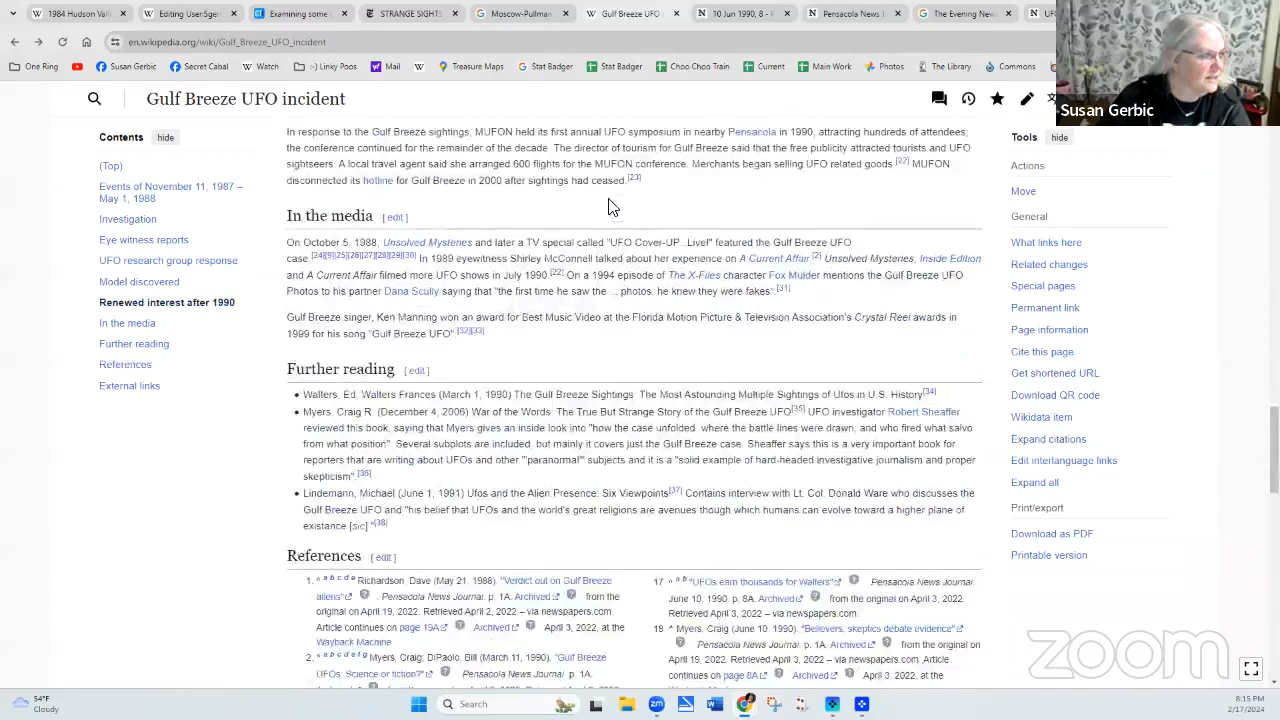 1984 Hudson Valle
Editing User:Gerbic
Examining some c
STRANGE SIGHTS
Moscow-Pullman
Gulf Breeze UFO
10 Jun 1990, 8 - P
Pensacola News J
The Evening New
UFO
en.wikipedia.org/wiki/Gulf_Breeze_UFO_incident
One Ring
Susan Gerbic
Secret Cabal
Watch
:-) Linky Poos
Mail
Treasure Maps
Stat Badger
Stat Badger
Choo Choo Train
Current
Main Work
Photos
The Library
Commons
Susan Gerbic
Gulf Breeze UFO incident
Contents hide
(Top)
Events of November 11, 1987 –
May 1, 1988
Investigation
Eye witness reports
UFO research group response
Model discovered
Renewed interest after 1990
In the media
Further reading
References
External links
In response to the Gulf Breeze sightings, MUFON held its first annual UFO symposium in nearby Pensacola in 1990, attracting hundreds of attendees;
the conference continued for the remainder of the decade. The director of tourism for Gulf Breeze said that the free publicity attracted tourists and UFO
sightseers. A local travel agent said she arranged 600 flights for the MUFON conference. Merchants began selling UFO related goods.[22] MUFON
disconnected its hotline for Gulf Breeze in 2000 after sightings had ceased.[23]
In the media [ edit ]
On October 5, 1988, Unsolved Mysteries and later a TV special called "UFO Cover-UP...Live!" featured the Gulf Breeze UFO
case.[24][9][25][26][27][28][29][30] In 1989 eyewitness Shirley McConnell talked about her experience on A Current Affair.[2] Unsolved Mysteries, Inside Edition
and A Current Affair filmed more UFO shows in July 1990.[22] On a 1994 episode of The X-Files character Fox Mulder mentions the Gulf Breeze UFO
Photos to his partner Dana Scully saying that "the first time he saw the ... photos, he knew they were fakes".[31]
Gulf Breeze singer, Ken Manning won an award for Best Music Video at the Florida Motion Picture & Television Association's Crystal Reel awards in
1999 for his song "Gulf Breeze UFO".[32][33]
Further reading [ edit ]
Walters, Ed. Walters Frances (March 1, 1990) The Gulf Breeze Sightings: The Most Astounding Multiple Sightings of Ufos in U.S. History[34]
Myers, Craig R. (December 4, 2006) War of the Words: The True But Strange Story of the Gulf Breeze UFO[35] UFO investigator Robert Sheaffer
reviewed this book, saying that Myers gives an inside look into "how the case unfolded, where the battle lines were drawn, and who fired what salvo
from what position". Several subplots are included, but mainly it covers just the Gulf Breeze case. Sheaffer says this is a very important book for
reporters that are writing about UFOs and other "'paranormal'" subjects and it is a "solid example of hard-headed investigative journalism and proper
skepticism".[36]
Lindemann, Michael (June 1, 1991) Ufos and the Alien Presence: Six Viewpoints[37] Contains interview with Lt. Col. Donald Ware who discusses the
Gulf Breeze UFO and "his belief that UFOs and the world's great religions are avenues though which humans can evolve toward a higher plane of
existance [sic]."[38]
References [ edit ]
1. ^ a b c d a Richardson, Dave (May 21, 1988). "Verdict out on Gulf Breeze
aliens". Pensacola News Journal. p. 1A. Archived from the
original on April 19, 2022. Retrieved April 2, 2022 – via newspapers.com.
Article continues on page 19A Archived April 3, 2022, at the
Wayback Machine
2. ^ a b c d e f g Myers, Craig; DiPaolo, Bill (March 11, 1990). "Gulf Breeze
UFOs: Science or fiction?". Pensacola News Journal. p. 1A.
17. ^ a b "UFOs earn thousands for Walters". Pensacola News Journal.
June 10, 1990. p. 8A. Archived from the original on April 3, 2022.
Retrieved April 3, 2022 – via newspapers.com.
18. ^ Myers, Craig (June 10, 1990). "Believers, skeptics debate evidence".
Pensacola News Journal. p. 1A. Archived from the original on April
19, 2022. Retrieved April 3, 2022 – via newspapers.com. Article
continues on page 8A Archived April 3, 2022, at the
Tools hide
Actions
Move
General
What links here
Related changes
Special pages
Permanent link
Page information
Cite this page
Get shortened URL
Download QR code
Wikidata item
Expand citations
Edit interlanguage links
Expand all
Print/export
Download as PDF
Printable version
zoom
54°F
Cloudy
Search
8:15 PM
2/17/2024